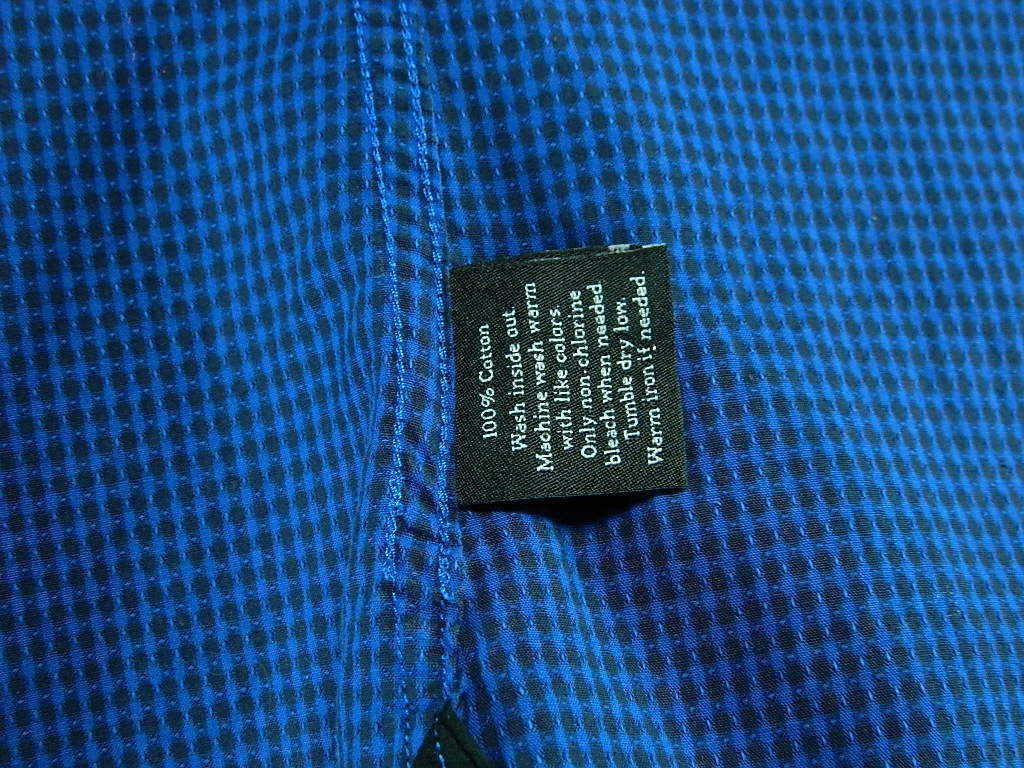 100% Cotton
Wash inside out
Machine wash warm
with like colors.
Only non-chlorine
bleach when needed
Tumble dry low.
Warm iron if needed.